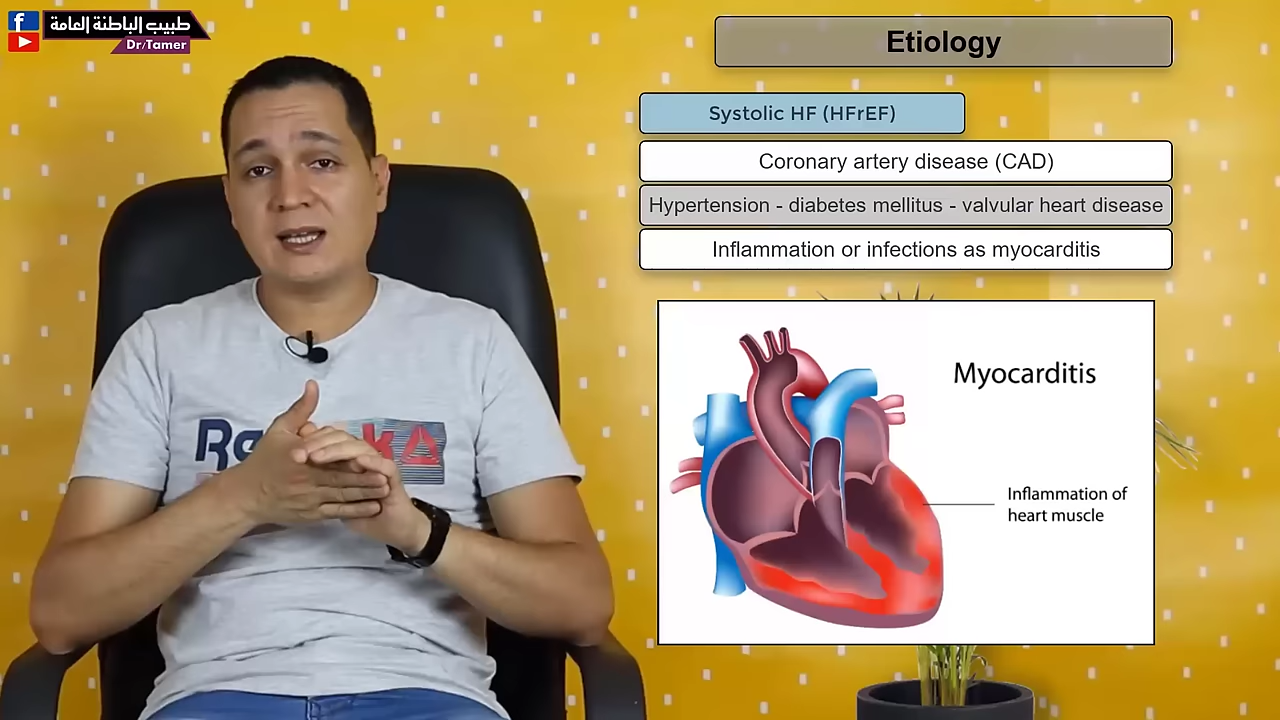 طبيب الباطنة العامة
Dr/Tamer
Etiology
Systolic HF (HFrEF)
Coronary artery disease (CAD)
Hypertension - diabetes mellitus - valvular heart disease
Inflammation or infections as myocarditis
Myocarditis
Inflammation of
heart muscle